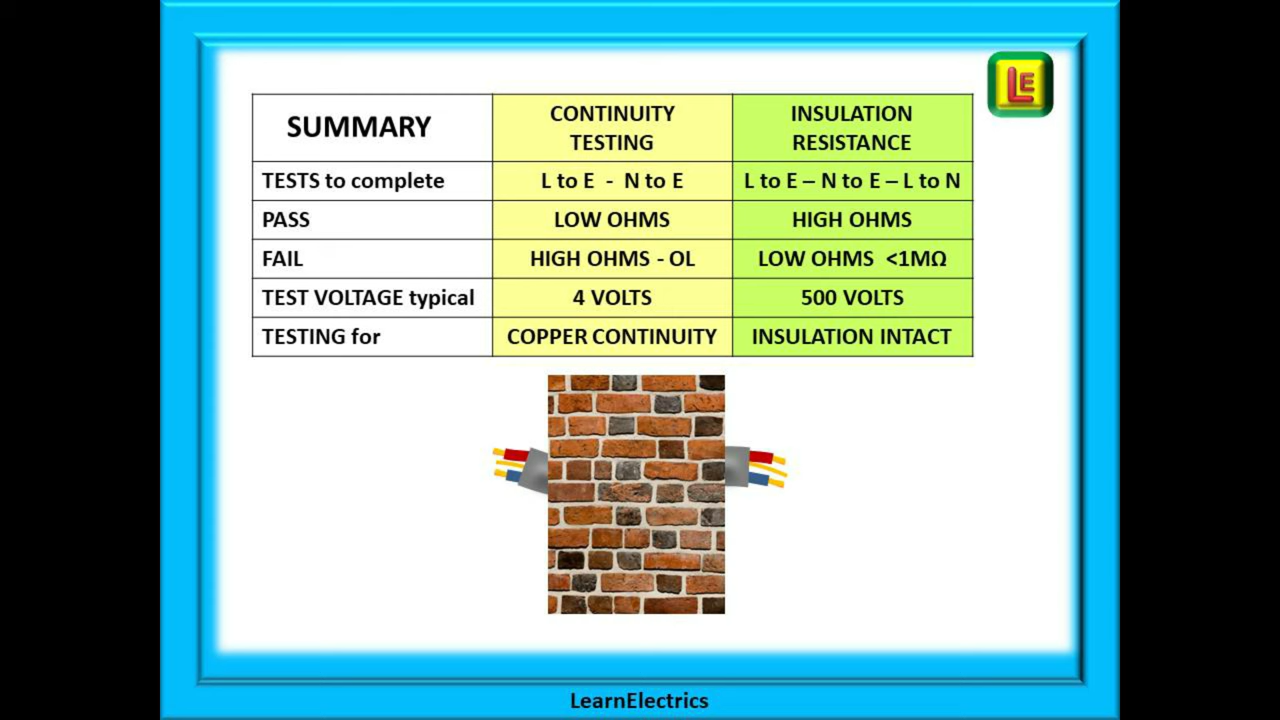 LE
SUMMARY
CONTINUITY
TESTING
INSULATION
RESISTANCE
TESTS to complete
L to E - N to E
L to E – N to E – L to N
PASS
LOW OHMS
HIGH OHMS
FAIL
HIGH OHMS - OL
LOW OHMS <1MΩ
TEST VOLTAGE typical
4 VOLTS
500 VOLTS
TESTING for
COPPER CONTINUITY
INSULATION INTACT
LearnElectrics